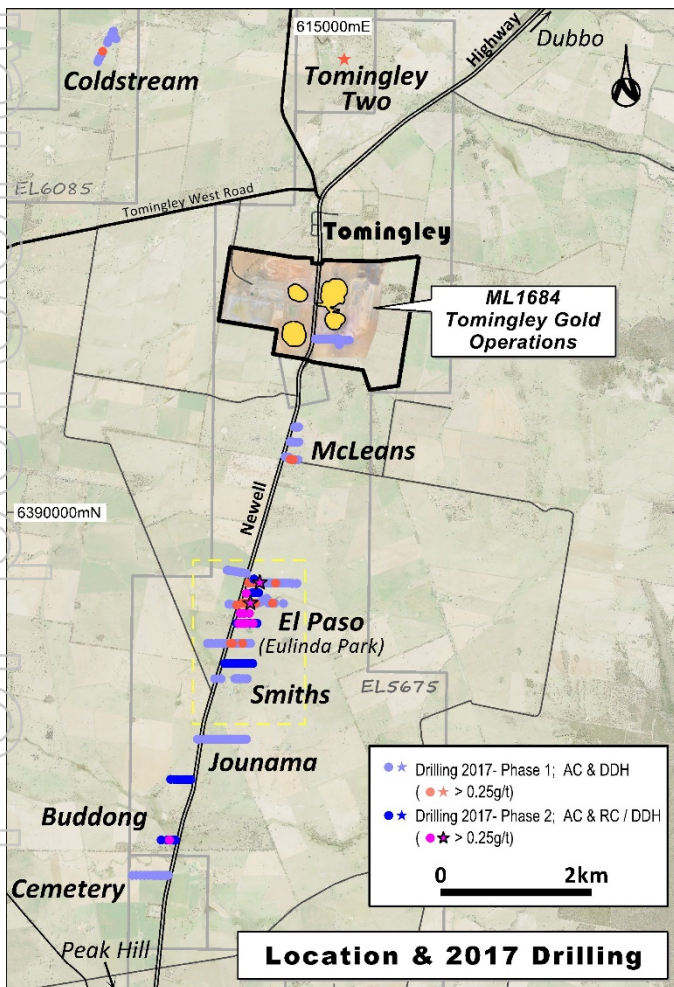 615000mE
Highway
Dubbo
Coldstream
Tomingley
Two
N
EL6085
Tomingley West Road
Tomingley
ML1684
Tomingley Gold
Operations
McLeans
6390000mN
Newell
El Paso
(Eulinda Park)
EL5675
Smiths
Jounama
Drilling 2017- Phase 1; AC & DDH
( > 0.25g/t)
Drilling 2017- Phase 2; AC & RC / DDH
( > 0.25g/t)
Buddong
0 2km
Cemetery
Peak Hill
Location & 2017 Drilling